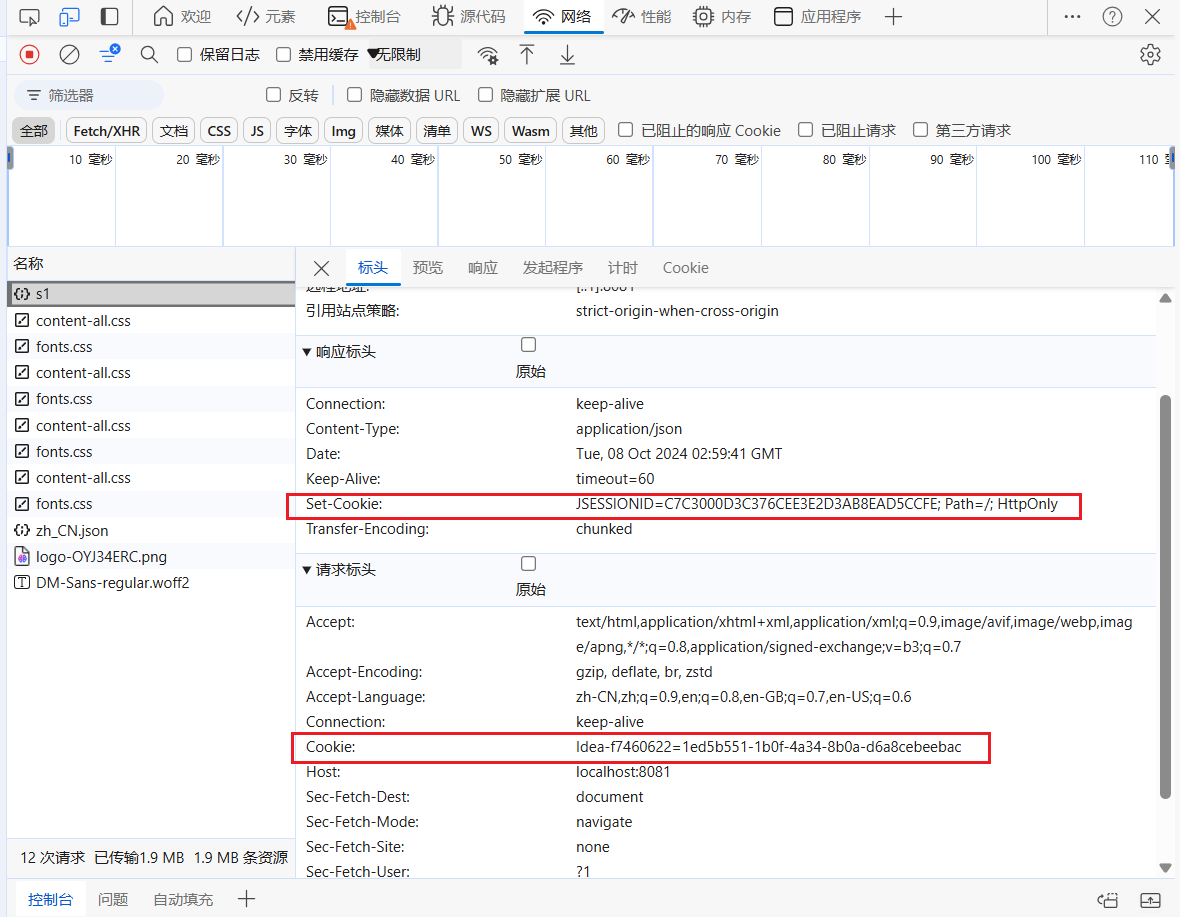 欢迎 元素 控制台 源代码 网络 性能 内存 应用程序
保留日志 禁用缓存 无限制
筛选器 反转 隐藏数据 URL 隐藏扩展 URL
全部 Fetch/XHR 文档 CSS JS 字体 Img 媒体 清单 WS Wasm 其他 已阻止的响应 Cookie 已阻止请求 第三方请求
10 毫秒 20 毫秒 30 毫秒 40 毫秒 50 毫秒 60 毫秒 70 毫秒 80 毫秒 90 毫秒 100 毫秒 110
名称
s1
content-all.css
fonts.css
content-all.css
fonts.css
content-all.css
fonts.css
content-all.css
fonts.css
zh_CN.json
logo-OYJ34ERC.png
DM-Sans-regular.woff2
12 次请求 已传输1.9 MB 1.9 MB 条资源
标头 预览 响应 发起程序 计时 Cookie
远程地址: [::1]:8081
引用站点策略: strict-origin-when-cross-origin
响应标头
原始
Connection: keep-alive
Content-Type: application/json
Date: Tue, 08 Oct 2024 02:59:41 GMT
Keep-Alive: timeout=60
Set-Cookie: JSESSIONID=C7C3000D3C376CEE3E2D3AB8EAD5CCFE; Path=/; HttpOnly
Transfer-Encoding: chunked
请求标头
原始
Accept: text/html,application/xhtml+xml,application/xml;q=0.9,image/avif,image/webp,imag
e/apng,*/*;q=0.8,application/signed-exchange;v=b3;q=0.7
Accept-Encoding: gzip, deflate, br, zstd
Accept-Language: zh-CN,zh;q=0.9,en;q=0.8,en-GB;q=0.7,en-US;q=0.6
Connection: keep-alive
Cookie: Idea-f7460622=1ed5b551-1b0f-4a34-8b0a-d6a8cebeebac
Host: localhost:8081
Sec-Fetch-Dest: document
Sec-Fetch-Mode: navigate
Sec-Fetch-Site: none
Sec-Fetch-User: ?1
控制台 问题 自动填充